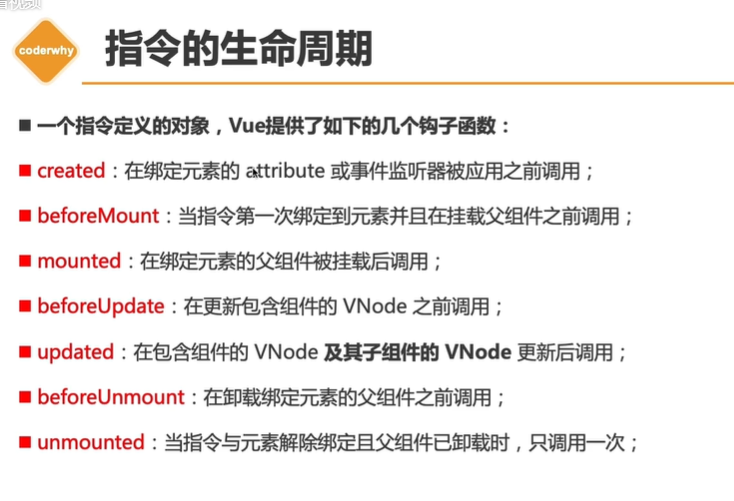 看视频
coderwhy
指令的生命周期
一个指令定义的对象，Vue提供了如下的几个钩子函数：
created：在绑定元素的 attribute 或事件监听器被应用之前调用；
beforeMount：当指令第一次绑定到元素并且在挂载父组件之前调用；
mounted：在绑定元素的父组件被挂载后调用；
beforeUpdate：在更新包含组件的 VNode 之前调用；
updated：在包含组件的 VNode 及其子组件的 VNode 更新后调用；
beforeUnmount：在卸载绑定元素的父组件之前调用；
unmounted：当指令与元素解除绑定且父组件已卸载时，只调用一次；